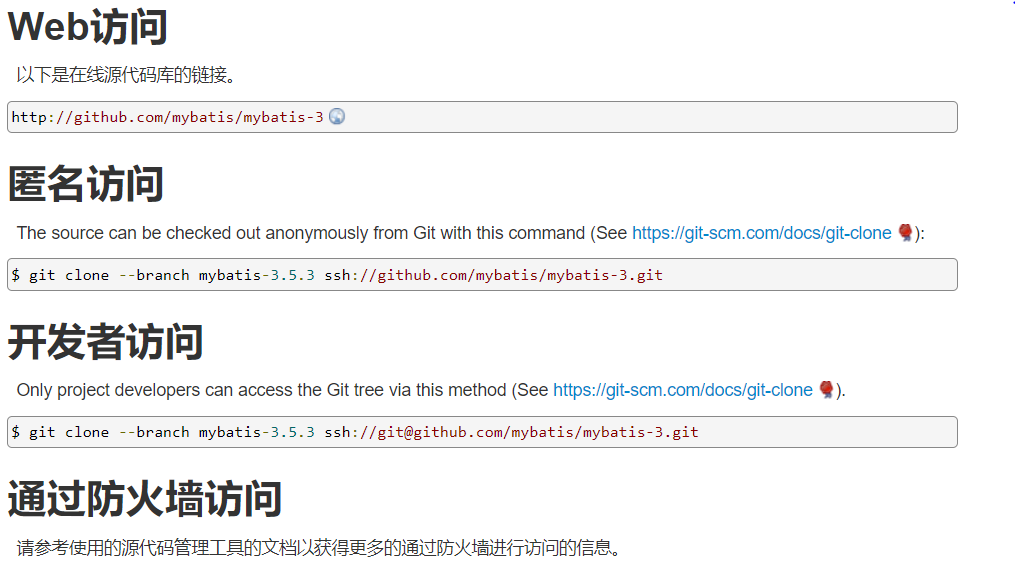 Web访问
以下是在线源代码库的链接。
http://github.com/mybatis/mybatis-3
匿名访问
The source can be checked out anonymously from Git with this command (See https://git-scm.com/docs/git-clone ):
$ git clone --branch mybatis-3.5.3 ssh://github.com/mybatis/mybatis-3.git
开发者访问
Only project developers can access the Git tree via this method (See https://git-scm.com/docs/git-clone ).
$ git clone --branch mybatis-3.5.3 ssh://git@github.com/mybatis/mybatis-3.git
通过防火墙访问
请参考使用的源代码管理工具的文档以获得更多的通过防火墙进行访问的信息。